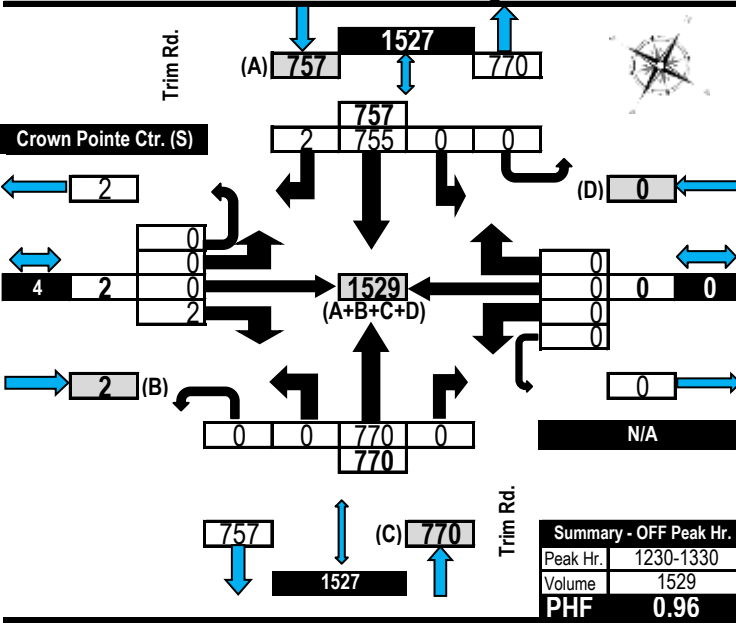 Trim Rd.
1527
(A) 757
770
757
Crown Pointe Ctr. (S)
2 755 0 0
2
(D) 0
0
0
4 2 0
2
1529
(A+B+C+D)
0
0
0 0 0
0
2 (B)
0
0 0 770 0
770
N/A
Trim Rd.
757
(C) 770
1527
Summary - OFF Peak Hr.
Peak Hr. 1230-1330
Volume 1529
PHF 0.96